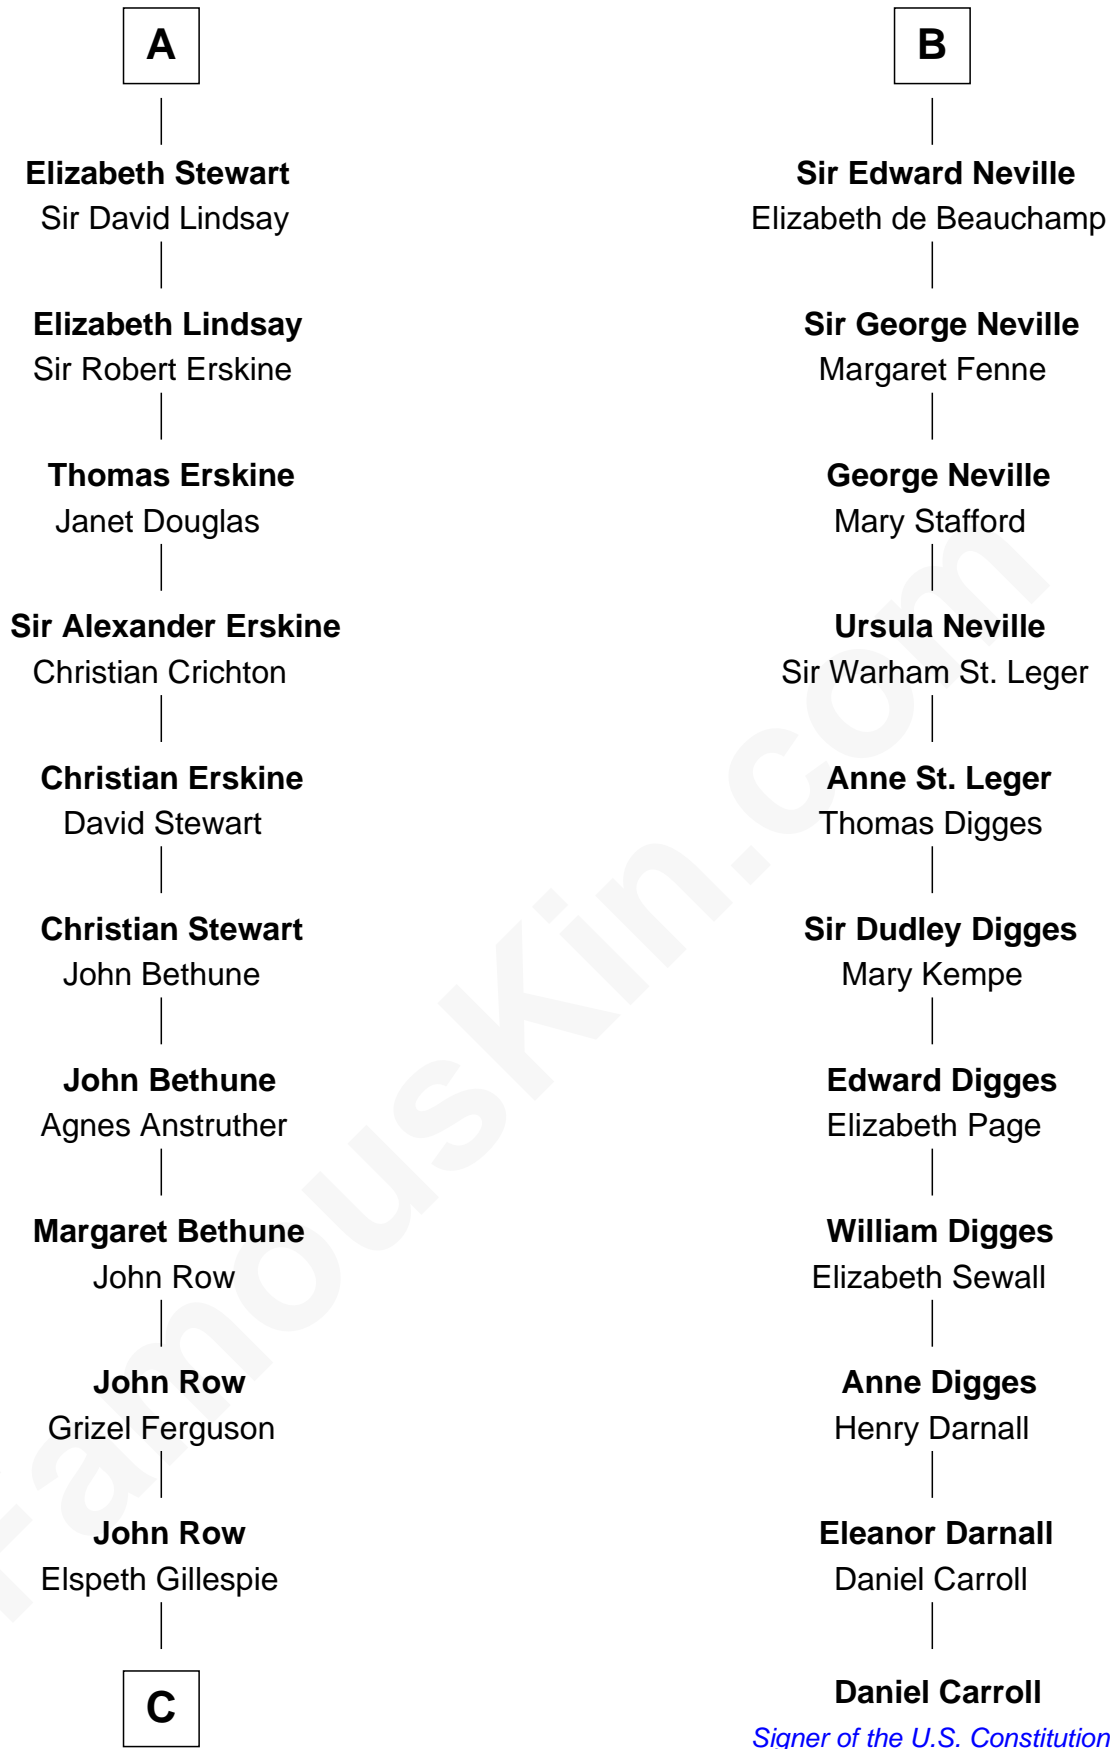 A
Elizabeth Stewart
Sir David Lindsay
Elizabeth Lindsay
Sir Robert Erskine
Thomas Erskine
Janet Douglas
Sir Alexander Erskine
Christian Crichton
Christian Erskine
David Stewart
Christian Stewart
John Bethune
John Bethune
Agnes Anstruther
Margaret Bethune
John Row
John Row
Grizel Ferguson
John Row
Elspeth Gillespie
C
B
Sir Edward Neville
Elizabeth de Beauchamp
Sir George Neville
Margaret Fenne
George Neville
Mary Stafford
Ursula Neville
Sir Warham St. Leger
Anne St. Leger
Thomas Digges
Sir Dudley Digges
Mary Kempe
Edward Digges
Elizabeth Page
William Digges
Elizabeth Sewall
Anne Digges
Henry Darnall
Eleanor Darnall
Daniel Carroll
Daniel Carroll
Signer of the U.S. Constitution
FamousKin.com